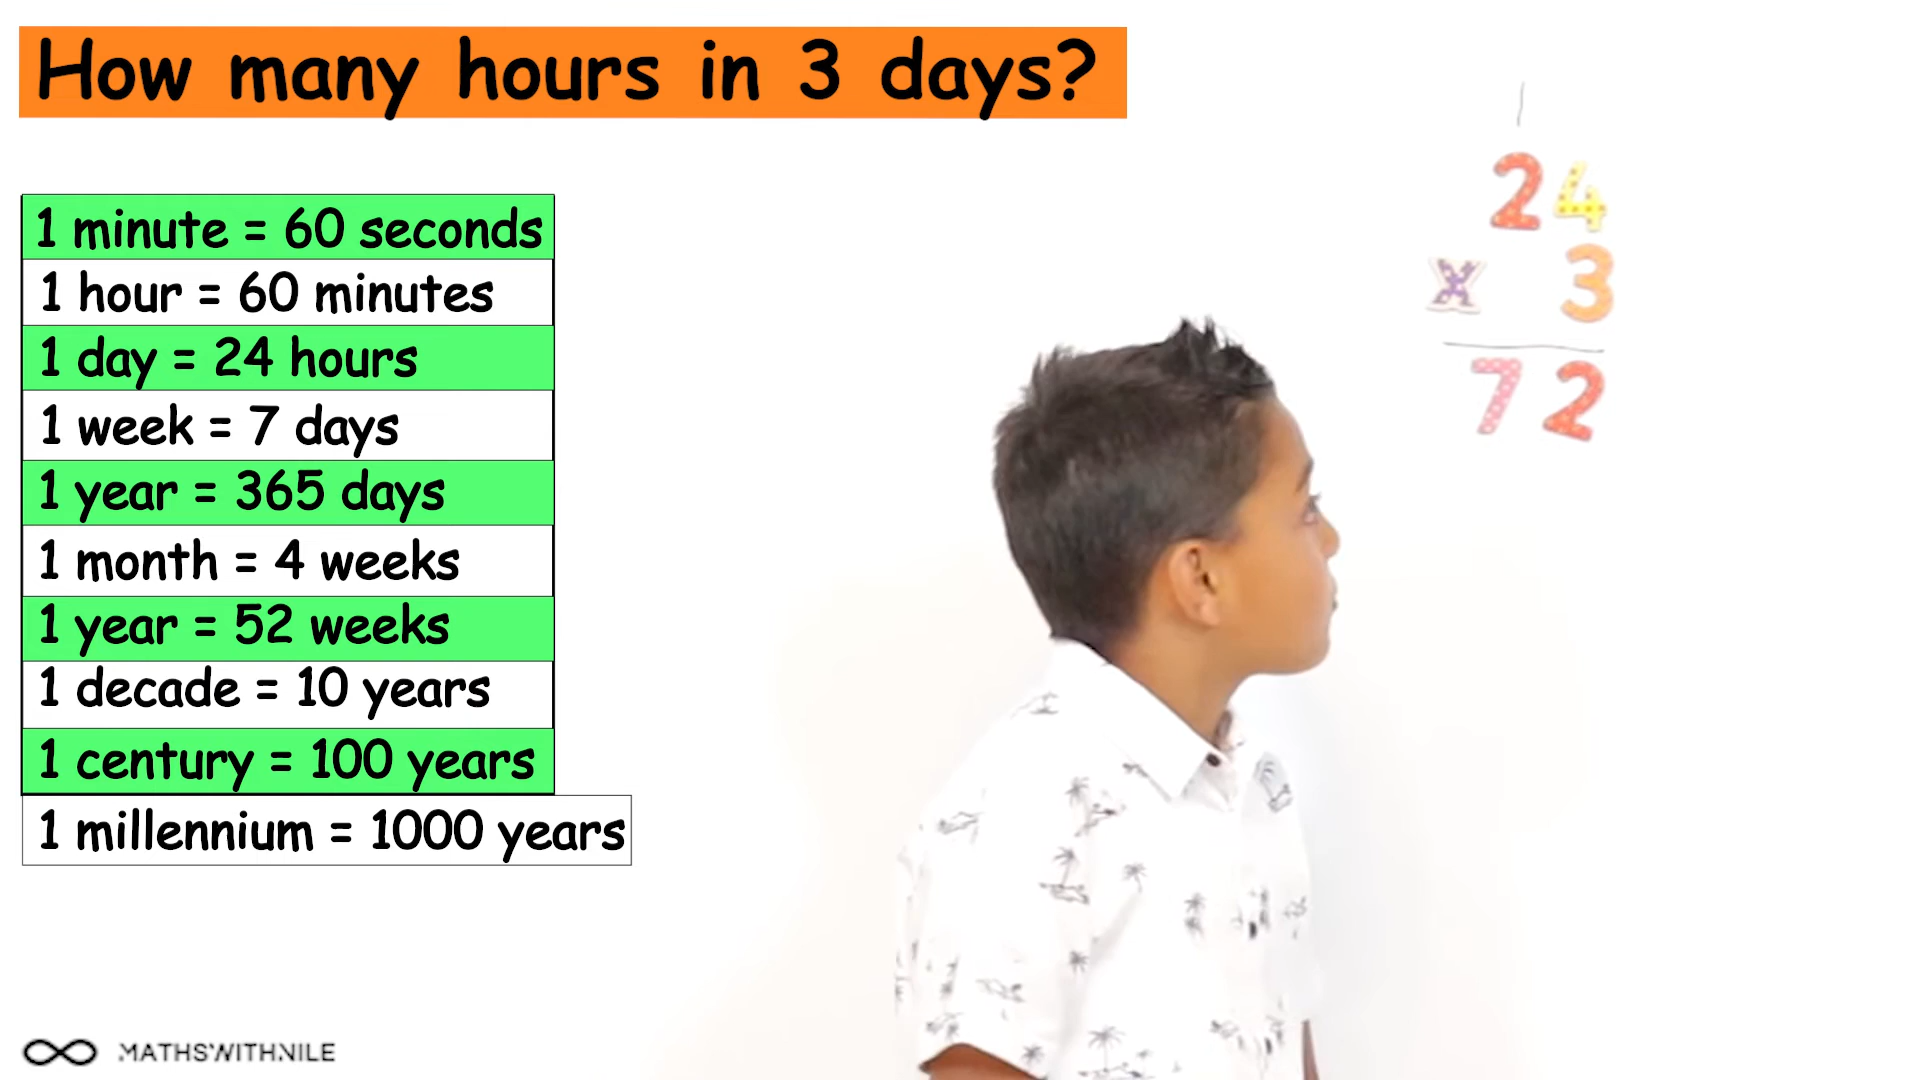 How many hours in 3 days?
1 minute = 60 seconds
1 hour = 60 minutes
1 day = 24 hours
1 week = 7 days
1 year = 365 days
1 month = 4 weeks
1 year = 52 weeks
1 decade = 10 years
1 century = 100 years
1 millennium = 1000 years
1
24
x 3
72
MATHSWITHNILE